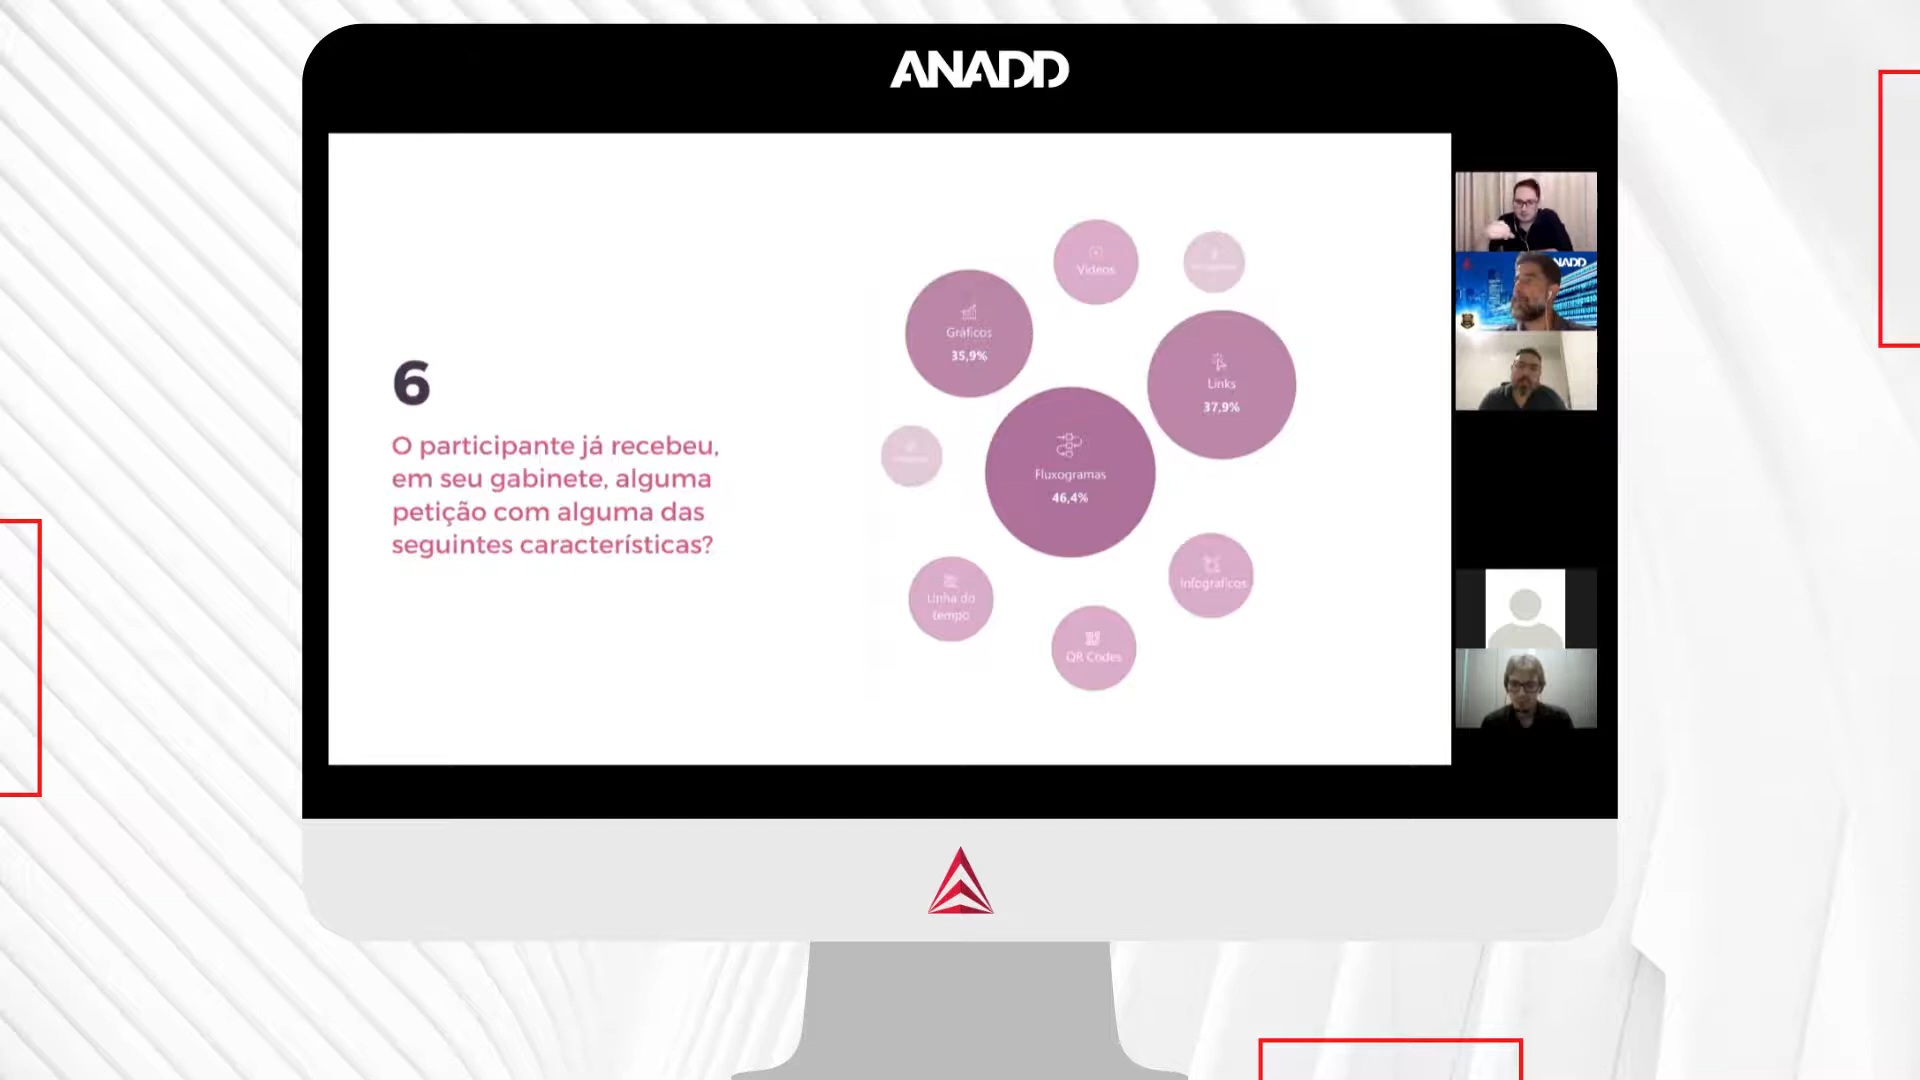 ANADD
6
O participante já recebeu,
em seu gabinete, alguma
petição com alguma das
seguintes características?
Vídeos
Gráficos
35,9%
Links
37,9%
Fluxogramas
46,4%
Infográficos
Linha do
tempo
QR Codes
NADD